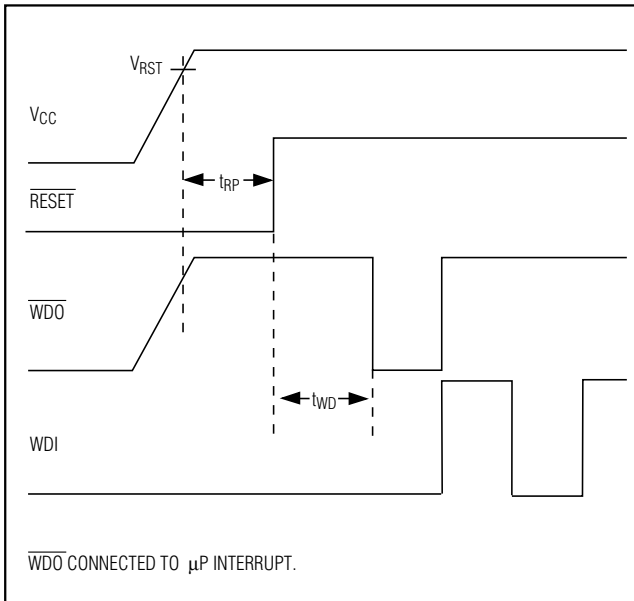 VRST
VCC
tRP
RESET
WDO
tWD
WDI
WDO CONNECTED TO μP INTERRUPT.